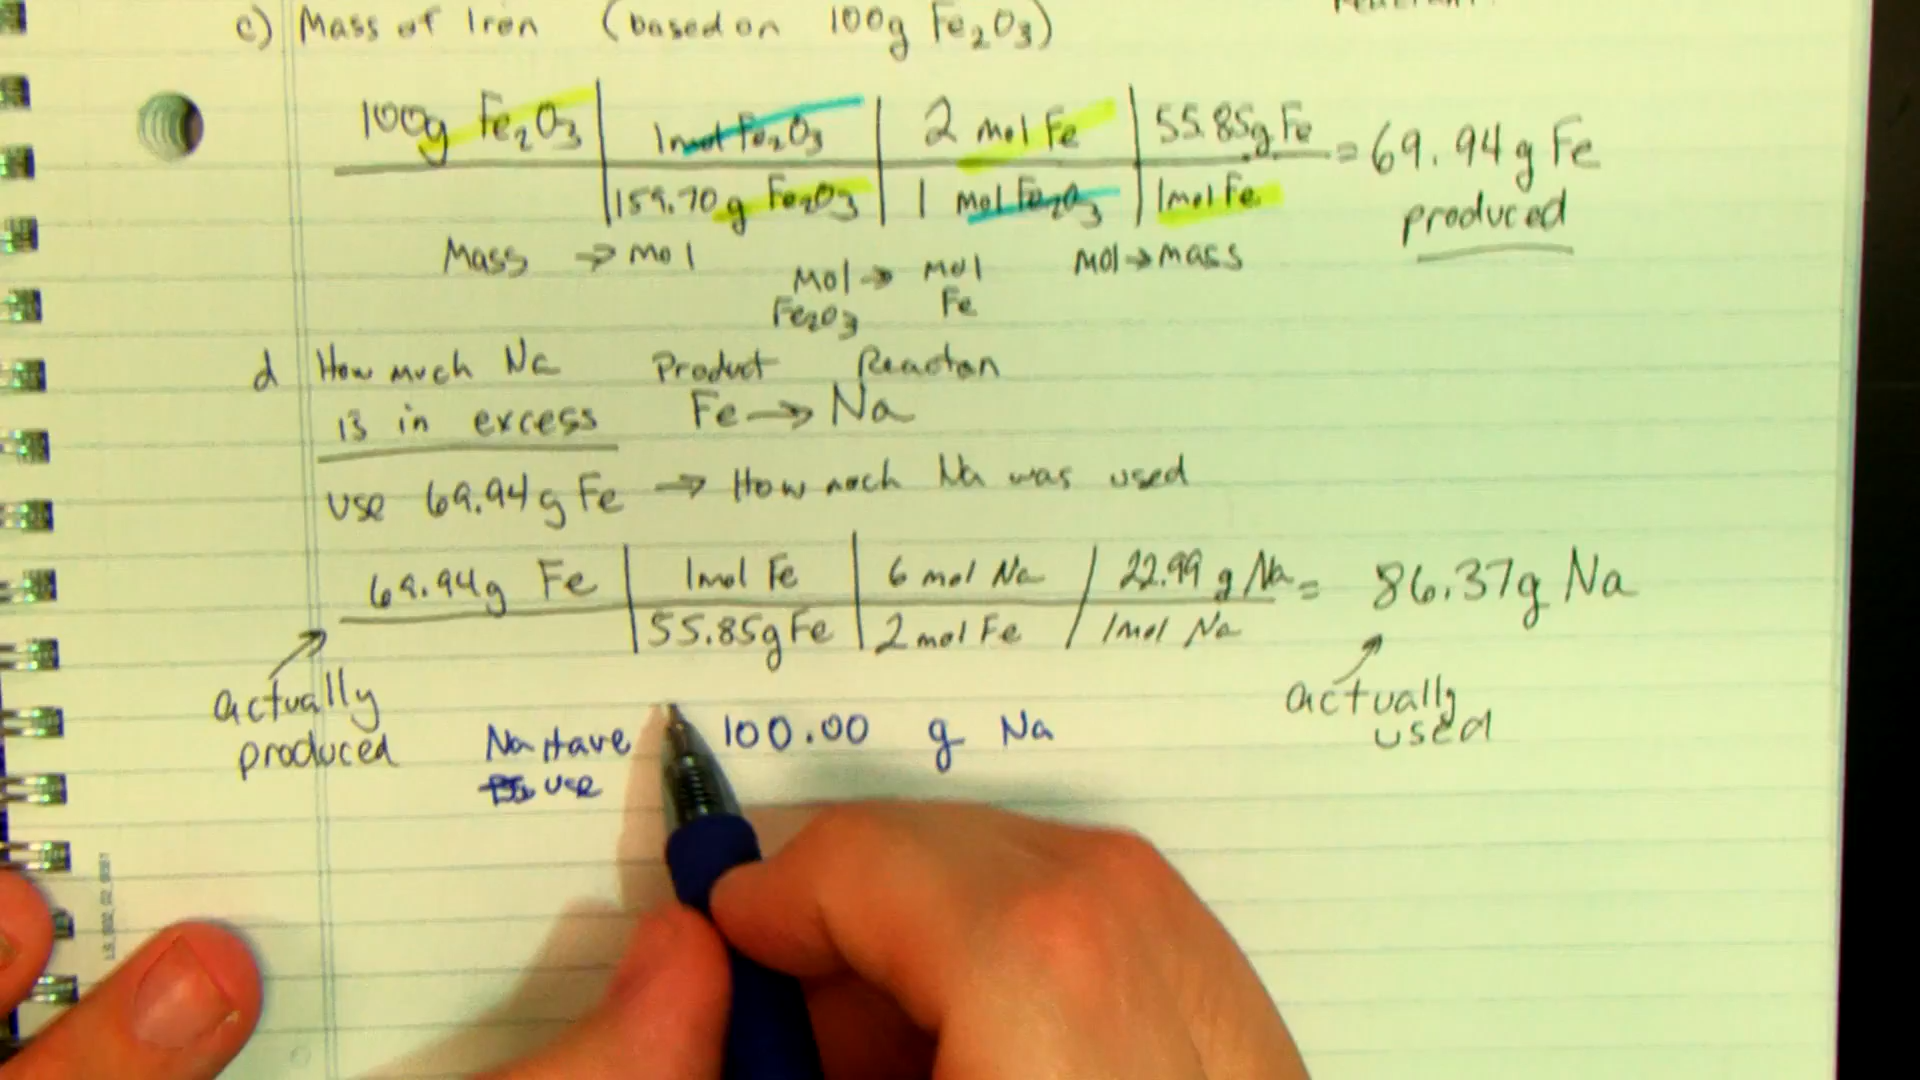 c) Mass of Iron (based on 100g Fe2O3)
100g Fe2O3 | 1mol Fe2O3 | 2 mol Fe | 55.85g Fe = 69.94 g Fe
159.70 g Fe2O3 | 1 mol Fe2O3 | 1mol Fe
produced
Mass → mol
Mol → mol
Fe2O3 Fe
mol → mass
d How much Na
is in excess
Product Reactan
Fe → Na
use 69.94g Fe → How much Na was used
69.94g Fe | 1mol Fe | 6 mol Na / 22.99 g Na = 86.37g Na
55.85g Fe | 2 mol Fe / 1mol Na
actually
produced
actually
used
Na Have 100.00 g Na
use